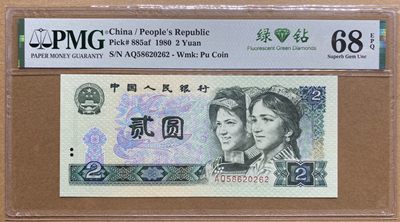 PMG
PAPER MONEY GUARANTY
China / People's Republic
Pick# 885af 1980 2 Yuan
S/N AQ58620262 - Wmk: Pu Coin
绿钻
Fluorescent Green Diamonds
68
EPQ
Superb Gem Unc
中国人民银行
2
贰圆
2
AQ58620262
2